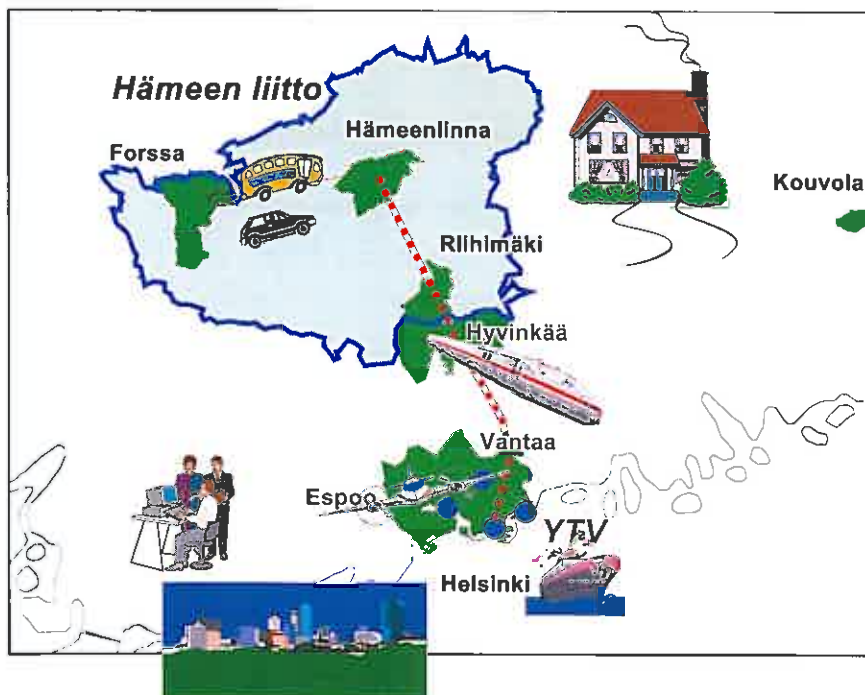 Hämeen liitto
Hämeenlinna
Forssa
Kouvola
RIihimäki
Hyvinkää
Vantaa
Espoo
YTV
Helsinki